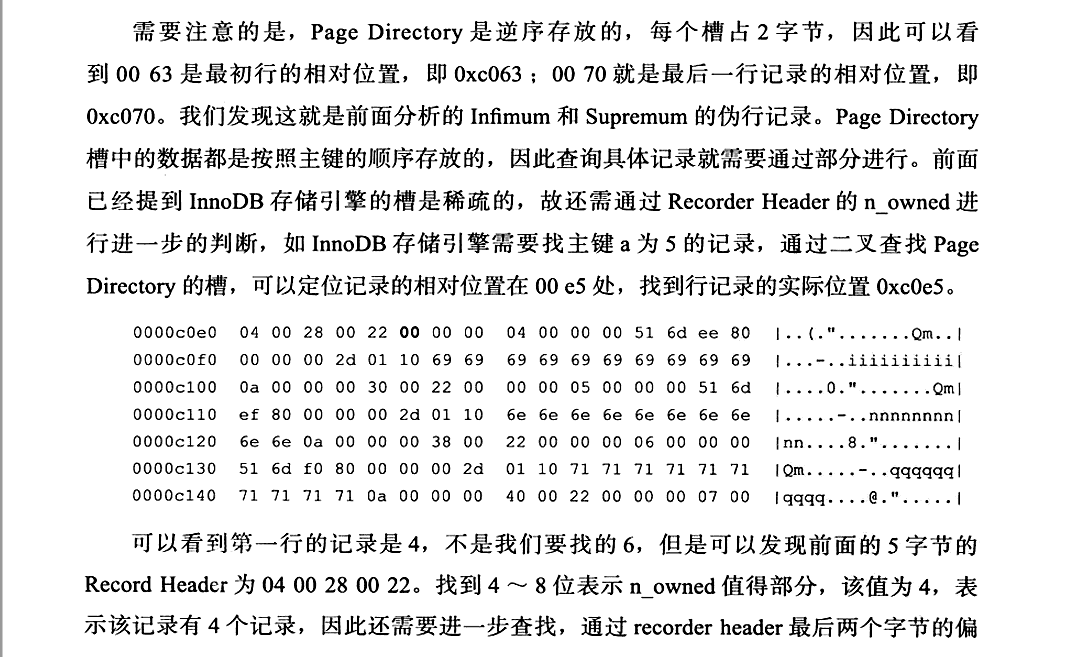 需要注意的是，Page Directory 是逆序存放的，每个槽占 2 字节，因此可以看
到 00 63 是最初行的相对位置，即 0xc063；00 70 就是最后一行记录的相对位置，即
0xc070。我们发现这就是前面分析的 Infimum 和 Supremum 的伪行记录。Page Directory
槽中的数据都是按照主键的顺序存放的，因此查询具体记录就需要通过部分进行。前面
已经提到 InnoDB 存储引擎的槽是稀疏的，故还需通过 Recorder Header 的 n_owned 进
行进一步的判断，如 InnoDB 存储引擎需要找主键 a 为 5 的记录，通过二叉查找 Page
Directory 的槽，可以定位记录的相对位置在 00 e5 处，找到行记录的实际位置 0xc0e5。
0000c0e0 04 00 28 00 22 00 00 00 04 00 00 00 51 6d ee 80 |..(.".......Qm..|
0000c0f0 00 00 00 2d 01 10 69 69 69 69 69 69 69 69 69 69 |...-..iiiiiiiiii|
0000c100 0a 00 00 00 30 00 22 00 00 00 05 00 00 00 51 6d |....0.".......Qm|
0000c110 ef 80 00 00 00 2d 01 10 6e 6e 6e 6e 6e 6e 6e 6e |.....-..nnnnnnnn|
0000c120 6e 6e 0a 00 00 00 38 00 22 00 00 00 06 00 00 00 |nn....8.".......|
0000c130 51 6d f0 80 00 00 00 2d 01 10 71 71 71 71 71 71 |Qm.....-..qqqqqq|
0000c140 71 71 71 71 0a 00 00 00 40 00 22 00 00 00 07 00 |qqqq....@.".....|
可以看到第一行的记录是 4，不是我们要找的 6，但是可以发现前面的 5 字节的
Record Header 为 04 00 28 00 22。找到 4～8 位表示 n_owned 值得部分，该值为 4，表
示该记录有 4 个记录，因此还需要进一步查找，通过 recorder header 最后两个字节的偏